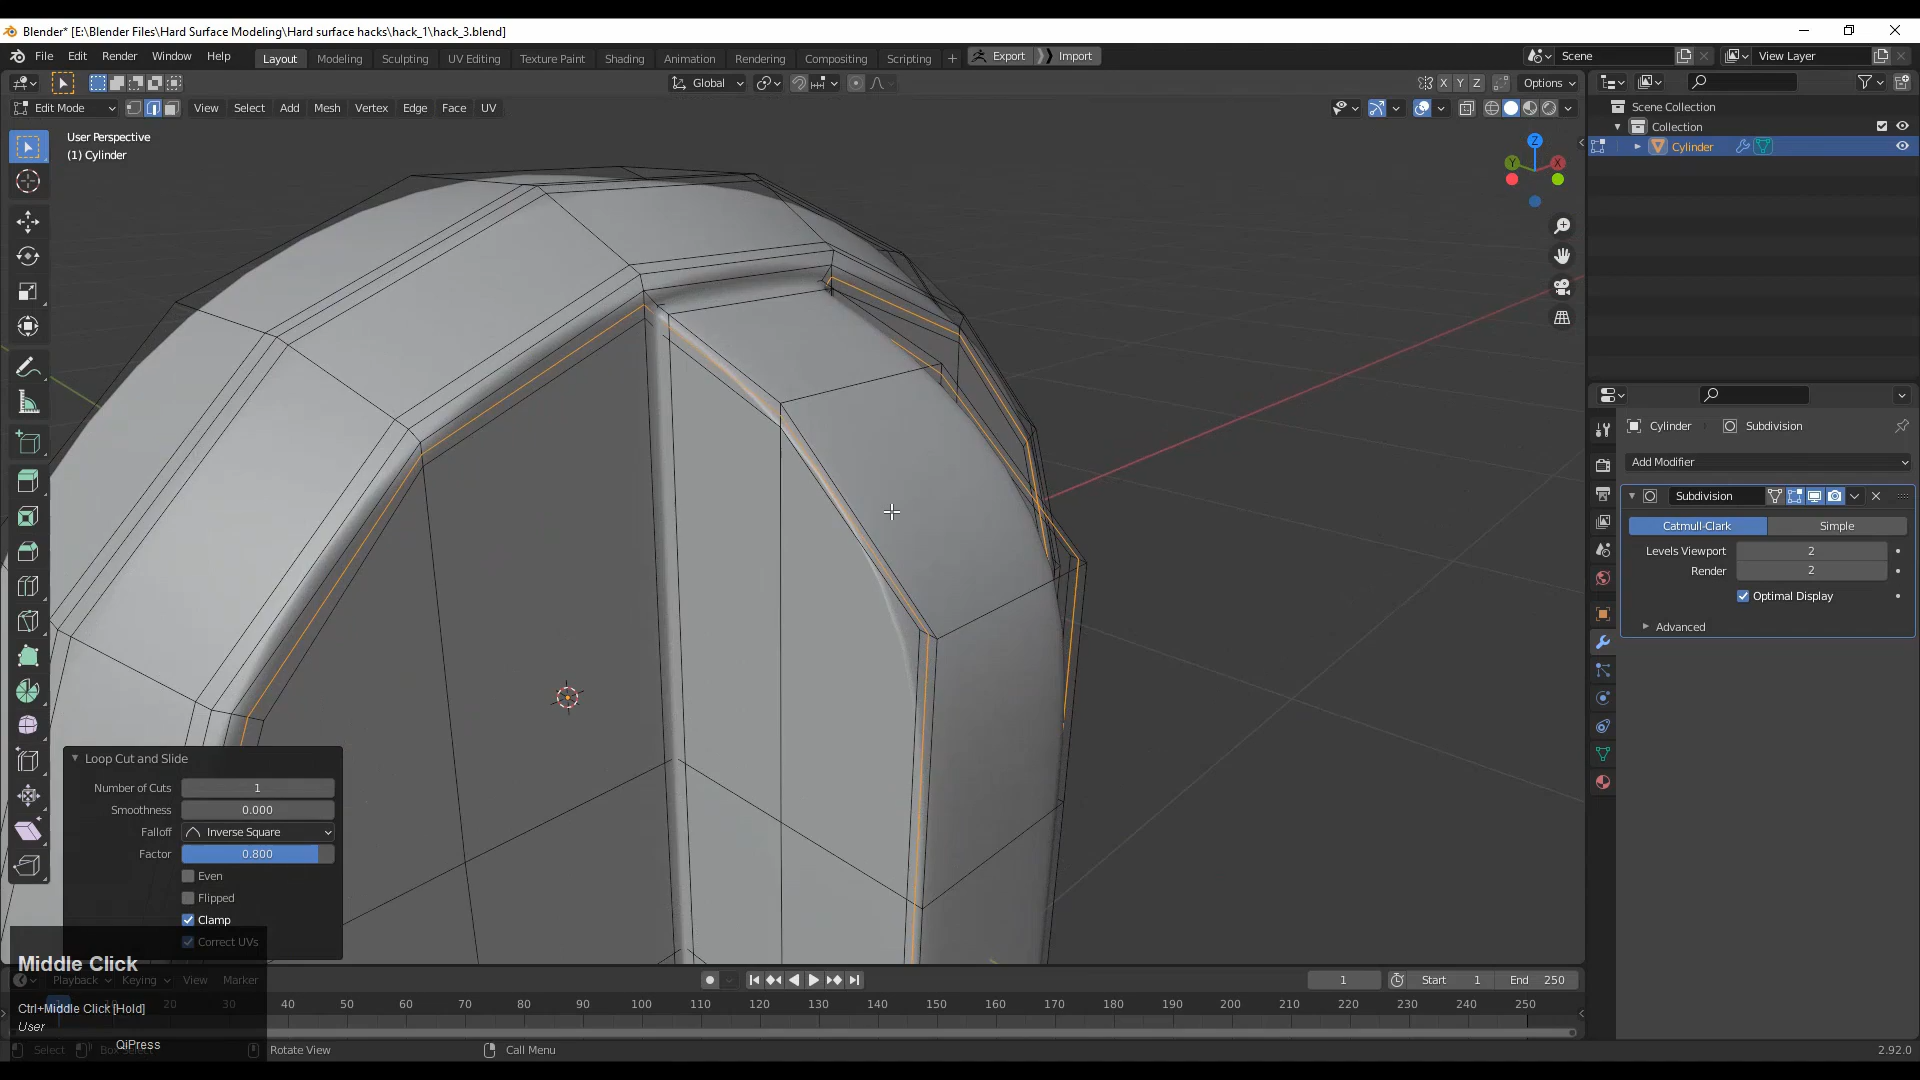 Blender* [E:\Blender Files\Hard Surface Modeling\Hard surface hacks\hack_1\hack_3.blend]
File Edit Render Window Help Layout Modeling Sculpting UV Editing Texture Paint Shading Animation Rendering Compositing Scripting + Export Import Scene View Layer
Global X Y Z Options
Edit Mode View Select Add Mesh Vertex Edge Face UV
User Perspective
(1) Cylinder
Z
Y X
Scene Collection
Collection
Cylinder
Cylinder Subdivision
Add Modifier
Subdivision
Catmull-Clark Simple
Levels Viewport 2
Render 2
Optimal Display
Advanced
Loop Cut and Slide
Number of Cuts 1
Smoothness 0.000
Falloff Inverse Square
Factor 0.800
Even
Flipped
Clamp
Correct UVs
Middle Click
Ctrl+Middle Click [Hold]
User
QiPress
Playback Keying View Marker
1 Start 1 End 250
1 10 20 30 40 50 60 70 80 90 100 110 120 130 140 150 160 170 180 190 200 210 220 230 240 250
Select Box Select Rotate View Call Menu 2.92.0